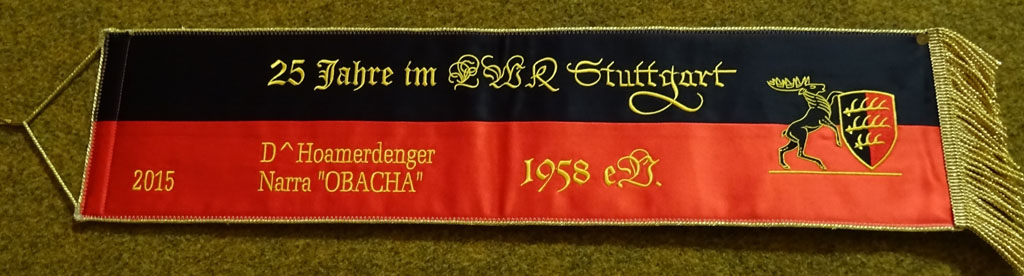 25 Jahre im LWK Stuttgart
D^Hoamerdenger
2015 Narra "OBACHA" 1958 eV.